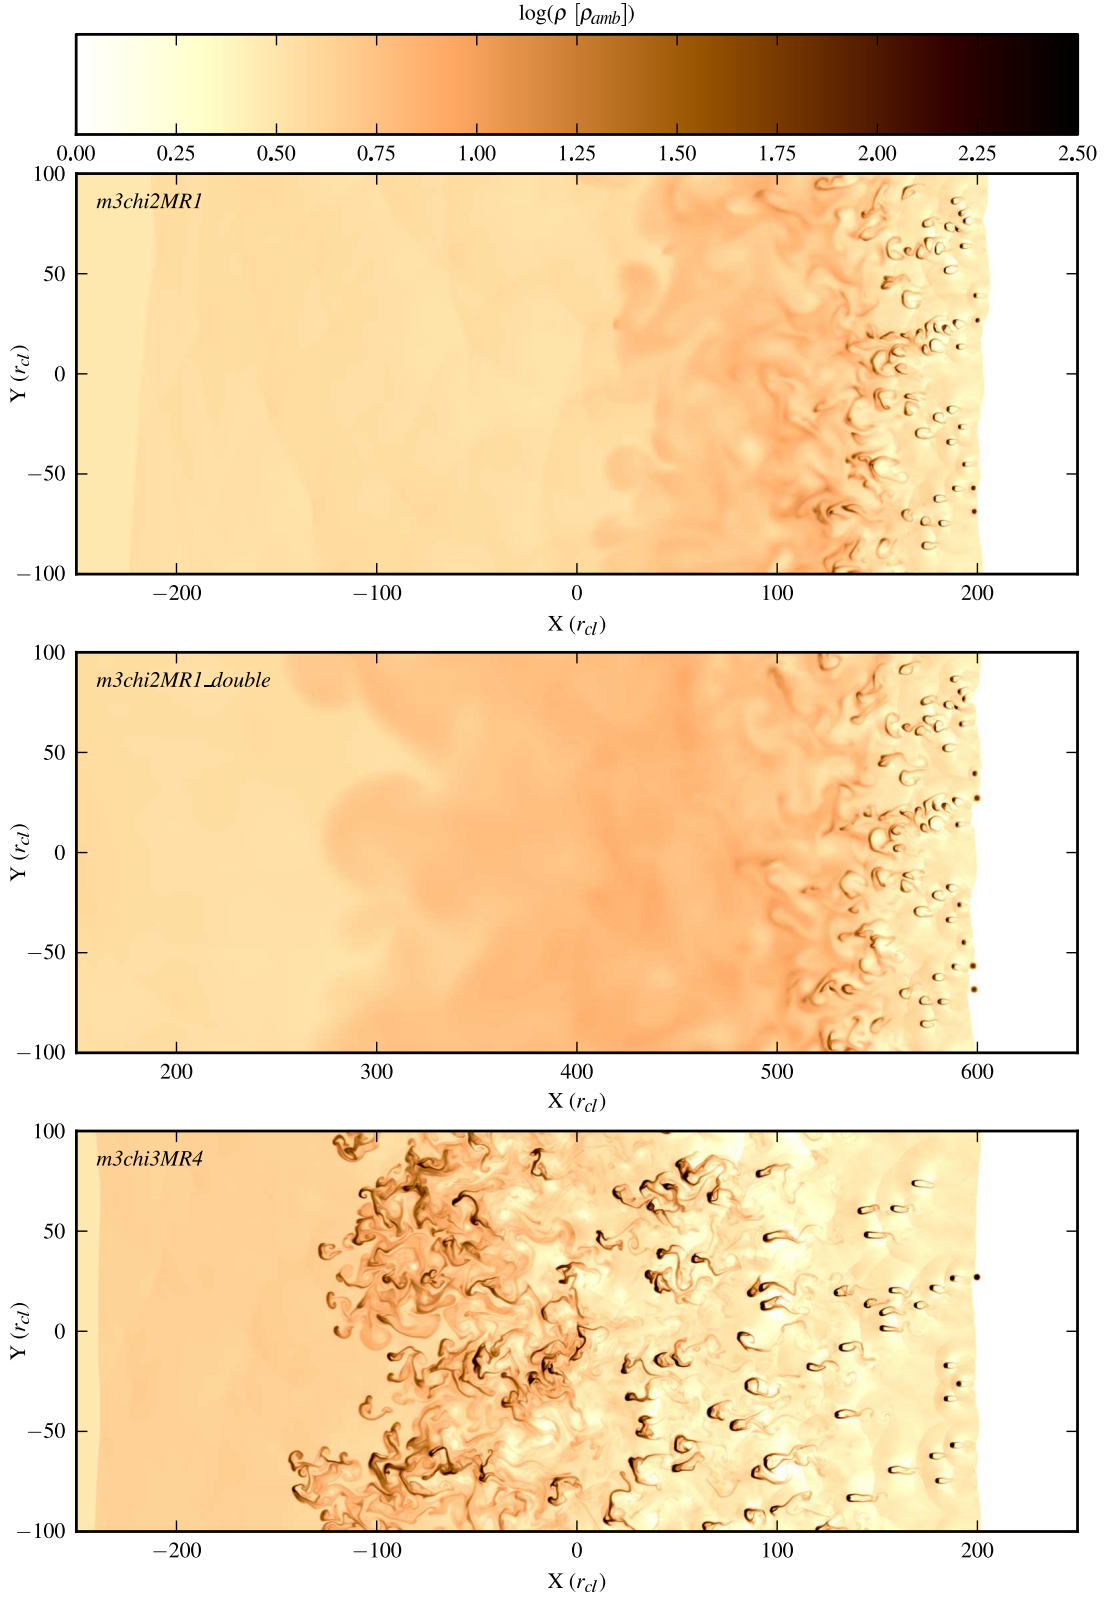 log(ρ [ρamb])
0.00 0.25 0.50 0.75 1.00 1.25 1.50 1.75 2.00 2.25 2.50
m3chi2MR1
100
50
0
−50
−100
Y (rcl)
−200 −100 0 100 200
X (rcl)
m3chi2MR1_double
100
50
0
−50
−100
Y (rcl)
200 300 400 500 600
X (rcl)
m3chi3MR4
100
50
0
−50
−100
Y (rcl)
−200 −100 0 100 200
X (rcl)